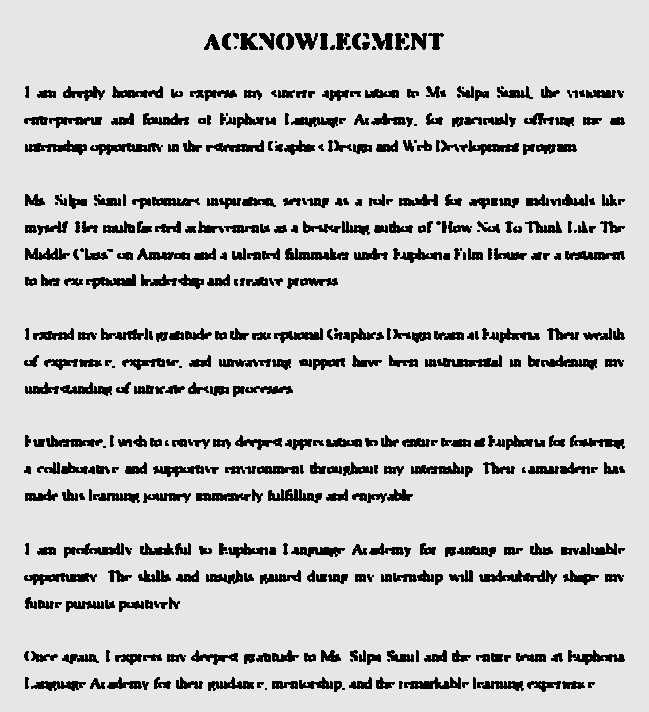 ACKNOWLEGMENT
I am deeply honored to express my sincere appreciation to Ms. Silpa Sunil, the visionary
entrepreneur and founder of Euphoria Language Academy, for graciously offering me an
internship opportunity in the esteemed Graphics Design and Web Development program.
Ms. Silpa Sunil epitomizes inspiration, serving as a role model for aspiring individuals like
myself. Her multifaceted achievements as a bestselling author of "How Not To Think Like The
Middle Class" on Amazon and a talented filmmaker under Euphoria Film House are a testament
to her exceptional leadership and creative prowess.
I extend my heartfelt gratitude to the exceptional Graphics Design team at Euphoria. Their wealth
of experience, expertise, and unwavering support have been instrumental in broadening my
understanding of intricate design processes.
Furthermore, I wish to convey my deepest appreciation to the entire team at Euphoria for fostering
a collaborative and supportive environment throughout my internship. Their camaraderie has
made this learning journey immensely fulfilling and enjoyable.
I am profoundly thankful to Euphoria Language Academy for granting me this invaluable
opportunity. The skills and insights gained during my internship will undoubtedly shape my
future pursuits positively.
Once again, I express my deepest gratitude to Ms. Silpa Sunil and the entire team at Euphoria
Language Academy for their guidance, mentorship, and the remarkable learning experience.